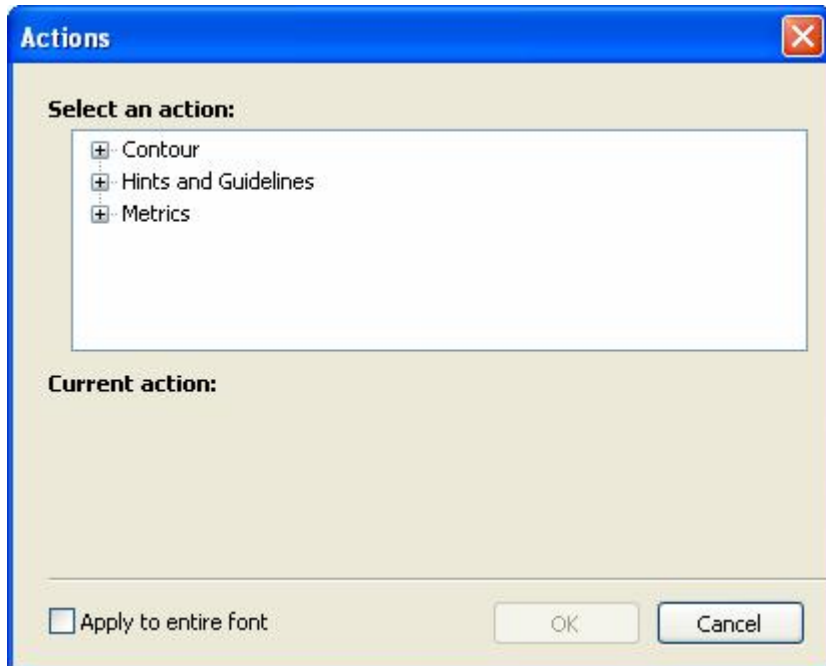 Actions
Select an action:
Contour
Hints and Guidelines
Metrics
Current action:
Apply to entire font
OK
Cancel